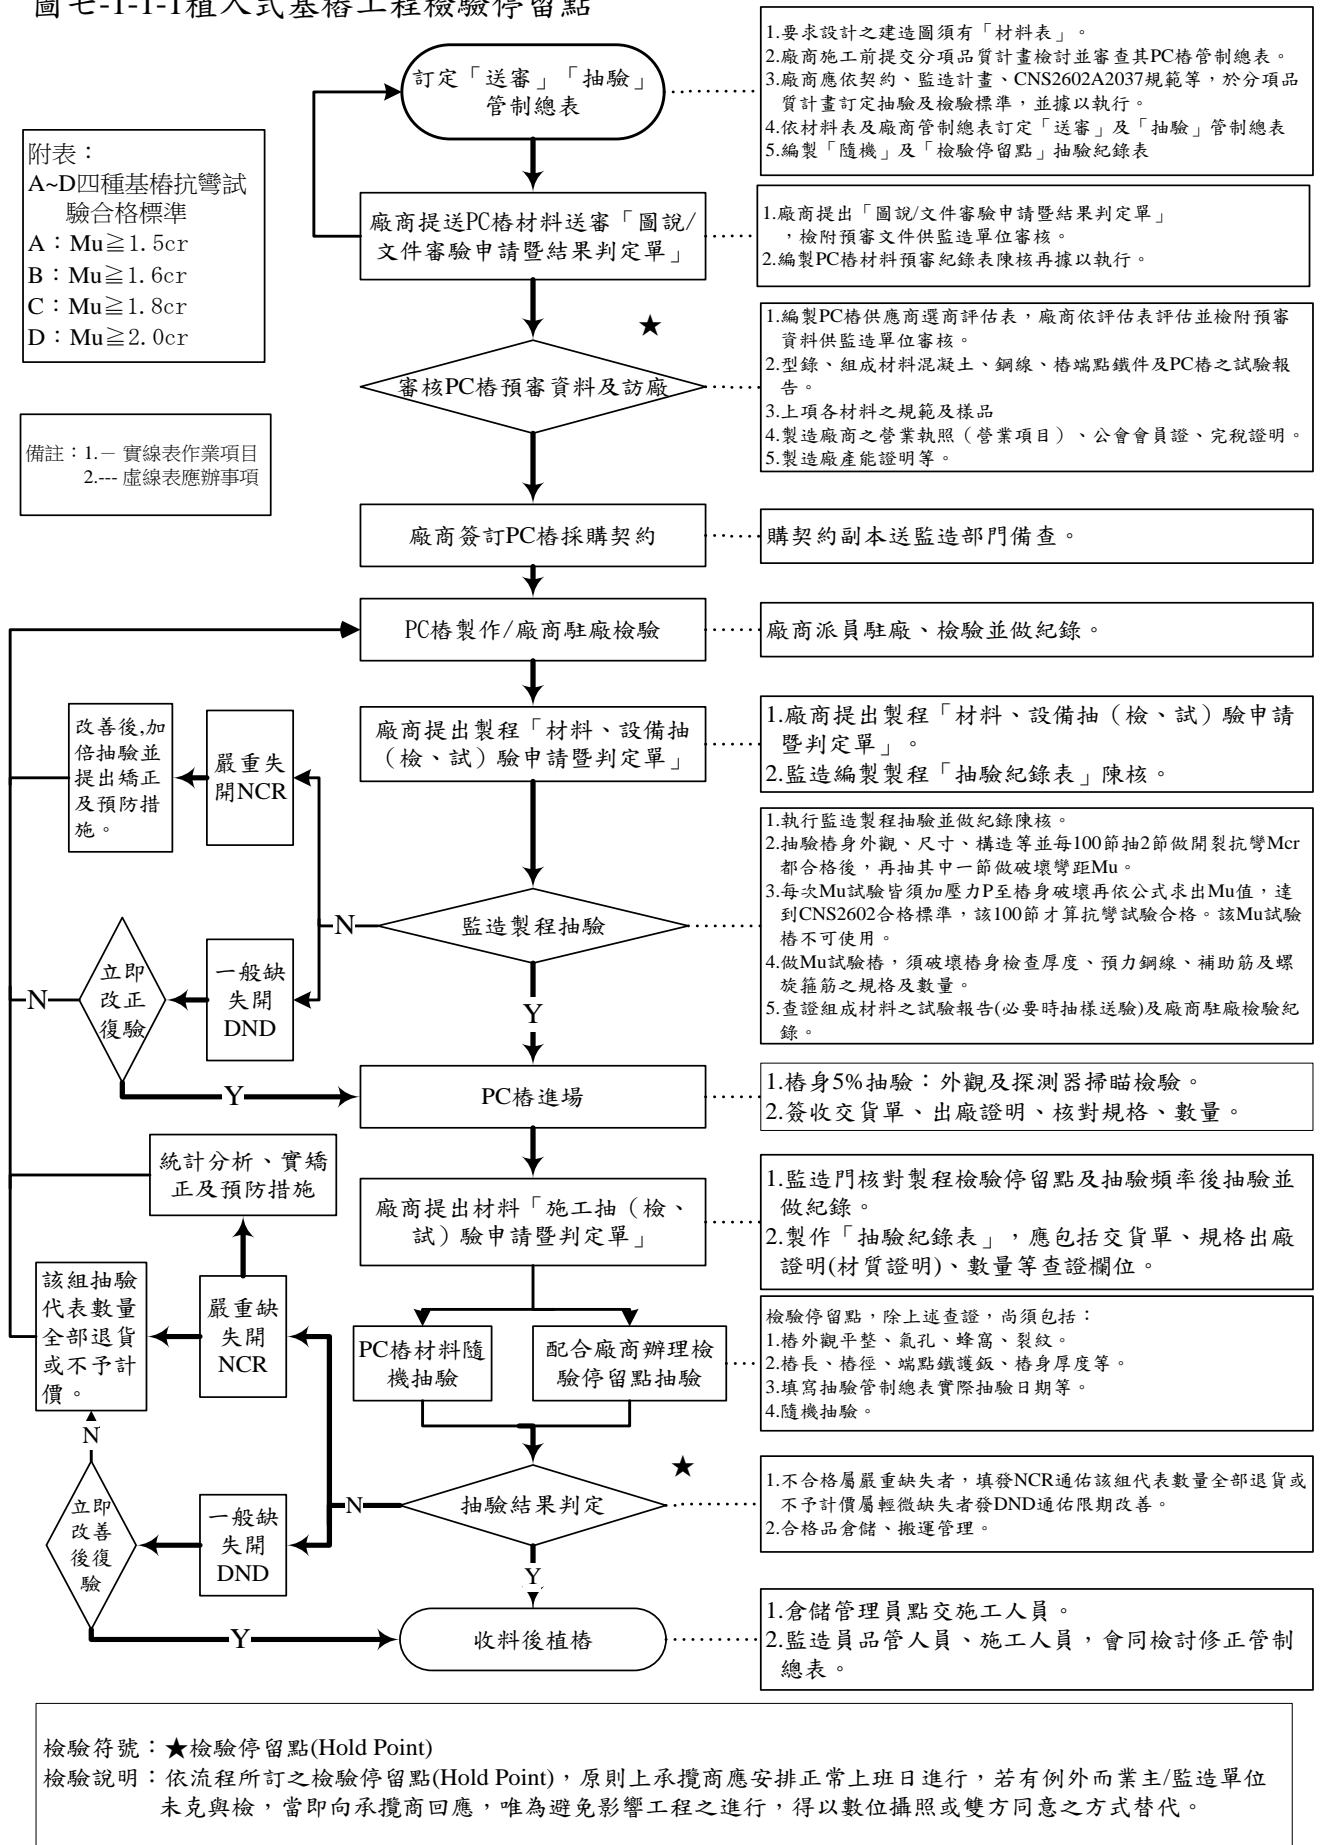 圖七-1-1-1植入式基樁工程檢驗停留點
訂定「送審」「抽驗」
管制總表
1.要求設計之建造圖須有「材料表」。
2.廠商施工前提交分項品質計畫檢討並審查其PC樁管制總表。
3.廠商應依契約、監造計畫、CNS2602A2037規範等，於分項品
質計畫訂定抽驗及檢驗標準，並據以執行。
4.依材料表及廠商管制總表訂定「送審」及「抽驗」管制總表
5.編製「隨機」及「檢驗停留點」抽驗紀錄表
附表：
A~D四種基樁抗彎試
驗合格標準
A：Mu≧1.5cr
B：Mu≧1.6cr
C：Mu≧1.8cr
D：Mu≧2.0cr
廠商提送PC樁材料送審「圖說/
文件審驗申請暨結果判定單」
1.廠商提出「圖說/文件審驗申請暨結果判定單」
，檢附預審文件供監造單位審核。
2.編製PC樁材料預審紀錄表陳核再據以執行。
★
審核PC樁預審資料及訪廠
1.編製PC樁供應商選商評估表，廠商依評估表評估並檢附預審
資料供監造單位審核。
2.型錄、組成材料混凝土、鋼線、樁端點鐵件及PC樁之試驗報
告。
3.上項各材料之規範及樣品
4.製造廠商之營業執照（營業項目）、公會會員證、完稅證明。
5.製造廠產能證明等。
備註：1.－ 實線表作業項目
2.--- 虛線表應辦事項
廠商簽訂PC樁採購契約
購契約副本送監造部門備查。
PC樁製作/廠商駐廠檢驗
廠商派員駐廠、檢驗並做紀錄。
廠商提出製程「材料、設備抽
（檢、試）驗申請暨判定單」
1.廠商提出製程「材料、設備抽（檢、試）驗申請
暨判定單」。
2.監造編製製程「抽驗紀錄表」陳核。
改善後,加
倍抽驗並
提出矯正
及預防措
施。
嚴重失
開NCR
監造製程抽驗
N
1.執行監造製程抽驗並做紀錄陳核。
2.抽驗樁身外觀、尺寸、構造等並每100節抽2節做開裂抗彎Mcr
都合格後，再抽其中一節做破壞彎距Mu。
3.每次Mu試驗皆須加壓力P至樁身破壞再依公式求出Mu值，達
到CNS2602合格標準，該100節才算抗彎試驗合格。該Mu試驗
樁不可使用。
4.做Mu試驗樁，須破壞樁身檢查厚度、預力鋼線、補助筋及螺
旋箍筋之規格及數量。
5.查證組成材料之試驗報告(必要時抽樣送驗)及廠商駐廠檢驗紀
錄。
N
立即
改正
復驗
一般缺
失開
DND
Y
Y
PC樁進場
1.樁身5%抽驗：外觀及探測器掃瞄檢驗。
2.簽收交貨單、出廠證明、核對規格、數量。
統計分析、實矯
正及預防措施
廠商提出材料「施工抽（檢、
試）驗申請暨判定單」
1.監造門核對製程檢驗停留點及抽驗頻率後抽驗並
做紀錄。
2.製作「抽驗紀錄表」，應包括交貨單、規格出廠
證明(材質證明)、數量等查證欄位。
該組抽驗
代表數量
全部退貨
或不予計
價。
嚴重缺
失開
NCR
PC樁材料隨
機抽驗
配合廠商辦理檢
驗停留點抽驗
檢驗停留點，除上述查證，尚須包括：
1.樁外觀平整、氣孔、蜂窩、裂紋。
2.樁長、樁徑、端點鐵護鈑、樁身厚度等。
3.填寫抽驗管制總表實際抽驗日期等。
4.隨機抽驗。
N
★
抽驗結果判定
N
1.不合格屬嚴重缺失者，填發NCR通佑該組代表數量全部退貨或
不予計價屬輕微缺失者發DND通佑限期改善。
2.合格品倉儲、搬運管理。
立即
改善
後復
驗
一般缺
失開
DND
Y
Y
收料後植樁
1.倉儲管理員點交施工人員。
2.監造員品管人員、施工人員，會同檢討修正管制
總表。
檢驗符號：★檢驗停留點(Hold Point)
檢驗說明：依流程所訂之檢驗停留點(Hold Point)，原則上承攬商應安排正常上班日進行，若有例外而業主/監造單位
未克與檢，當即向承攬商回應，唯為避免影響工程之進行，得以數位攝照或雙方同意之方式替代。